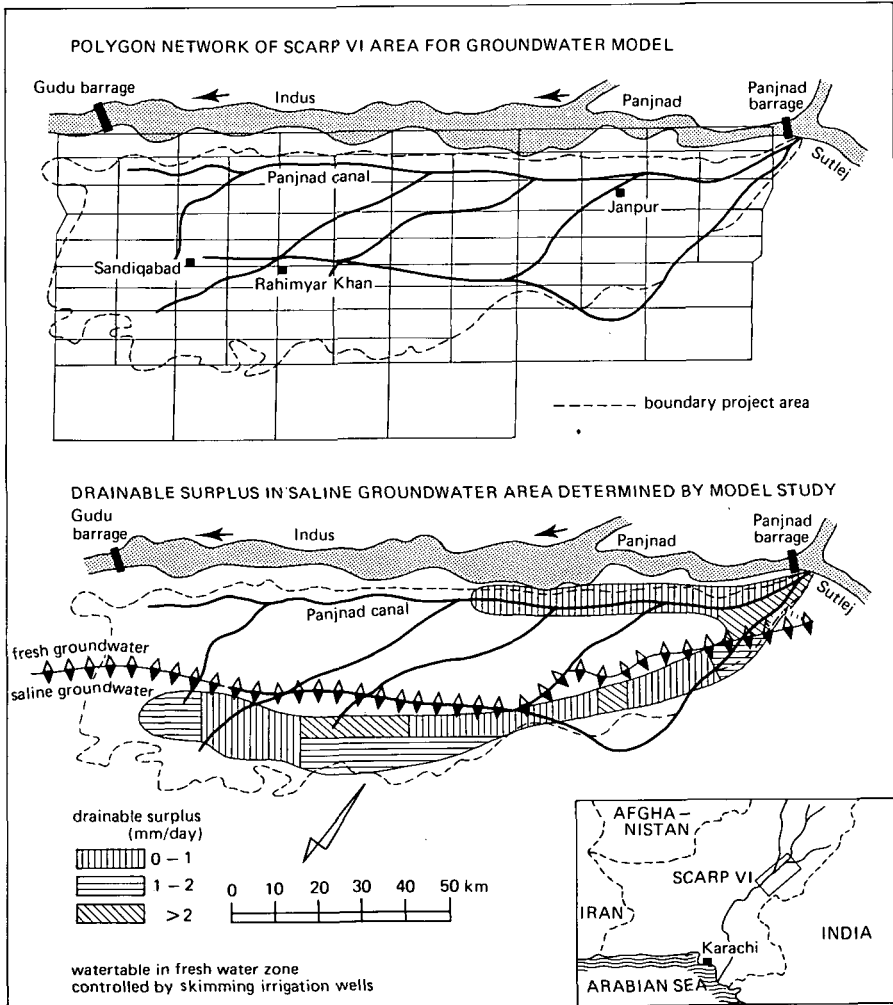 POLYGON NETWORK OF SCARP VI AREA FOR GROUNDWATER MODEL
Gudu barrage
Indus
Panjnad
Panjnad
barrage
Sutlej
Panjnad canal
Janpur
Sandiqabad
Rahimyar Khan
boundary project area
DRAINABLE SURPLUS IN SALINE GROUNDWATER AREA DETERMINED BY MODEL STUDY
Gudu
barrage
Indus
Panjnad
Panjnad
barrage
Sutlej
Panjnad canal
fresh groundwater
saline groundwater
drainable surplus
(mm/day)
0 – 1
1 – 2
>2
0 10 20 30 40 50 km
watertable in fresh water zone
controlled by skimming irrigation wells
AFGHA –
NISTAN
SCARP VI
IRAN
INDIA
Karachi
ARABIAN SEA